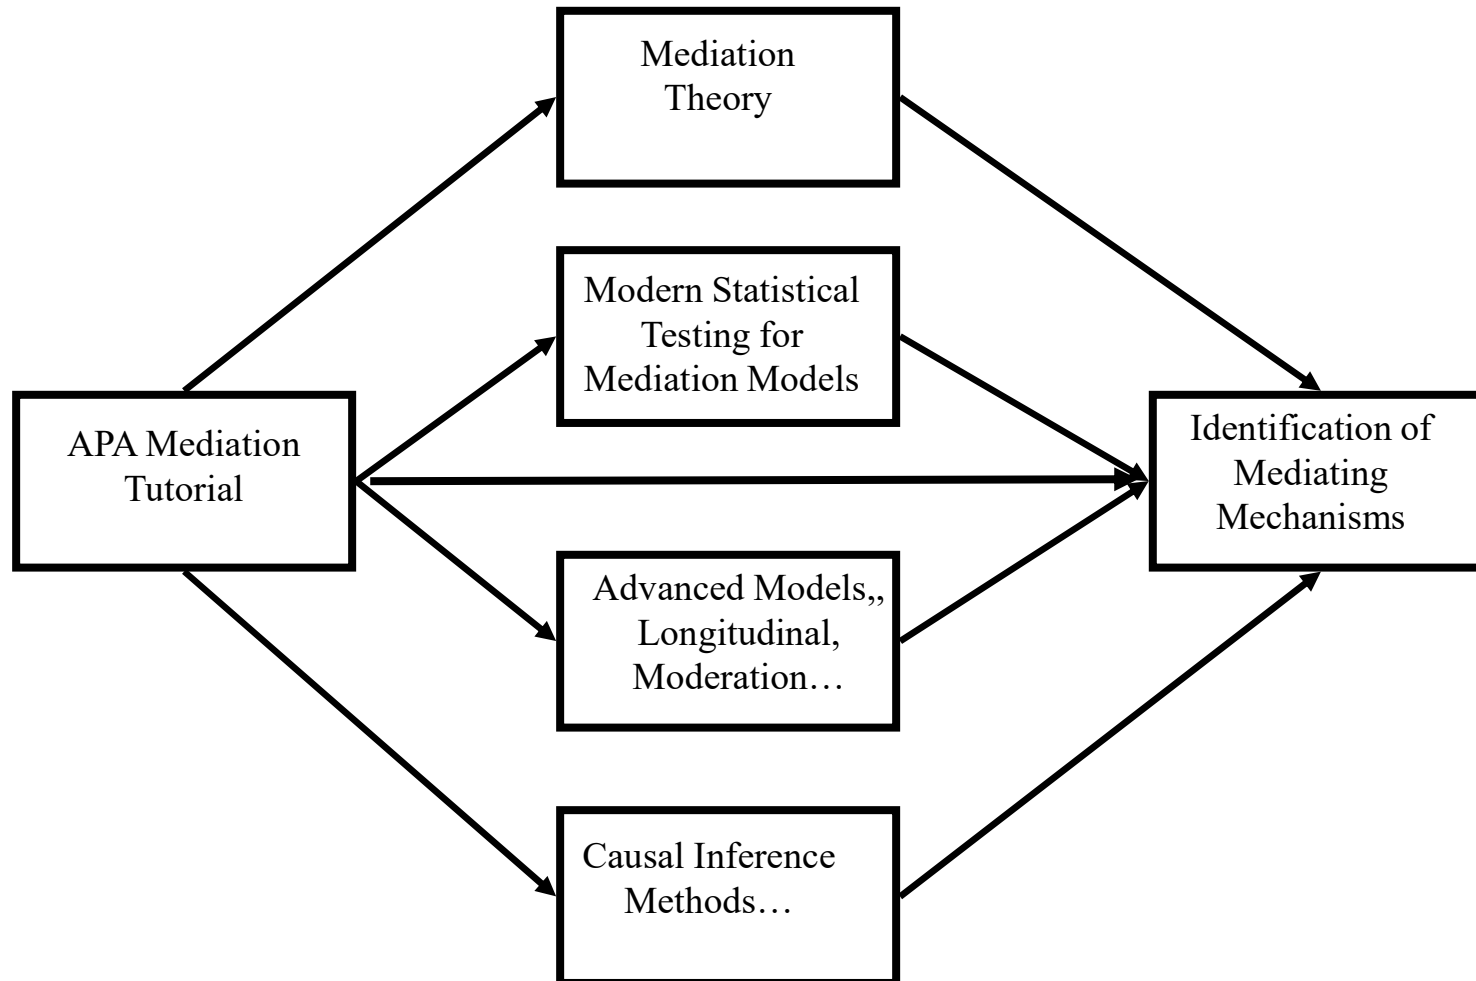 Mediation
Theory
Modern Statistical
Testing for
Mediation Models
APA Mediation
Tutorial
Identification of
Mediating
Mechanisms
Advanced Models,,
Longitudinal,
Moderation…
Causal Inference
Methods…